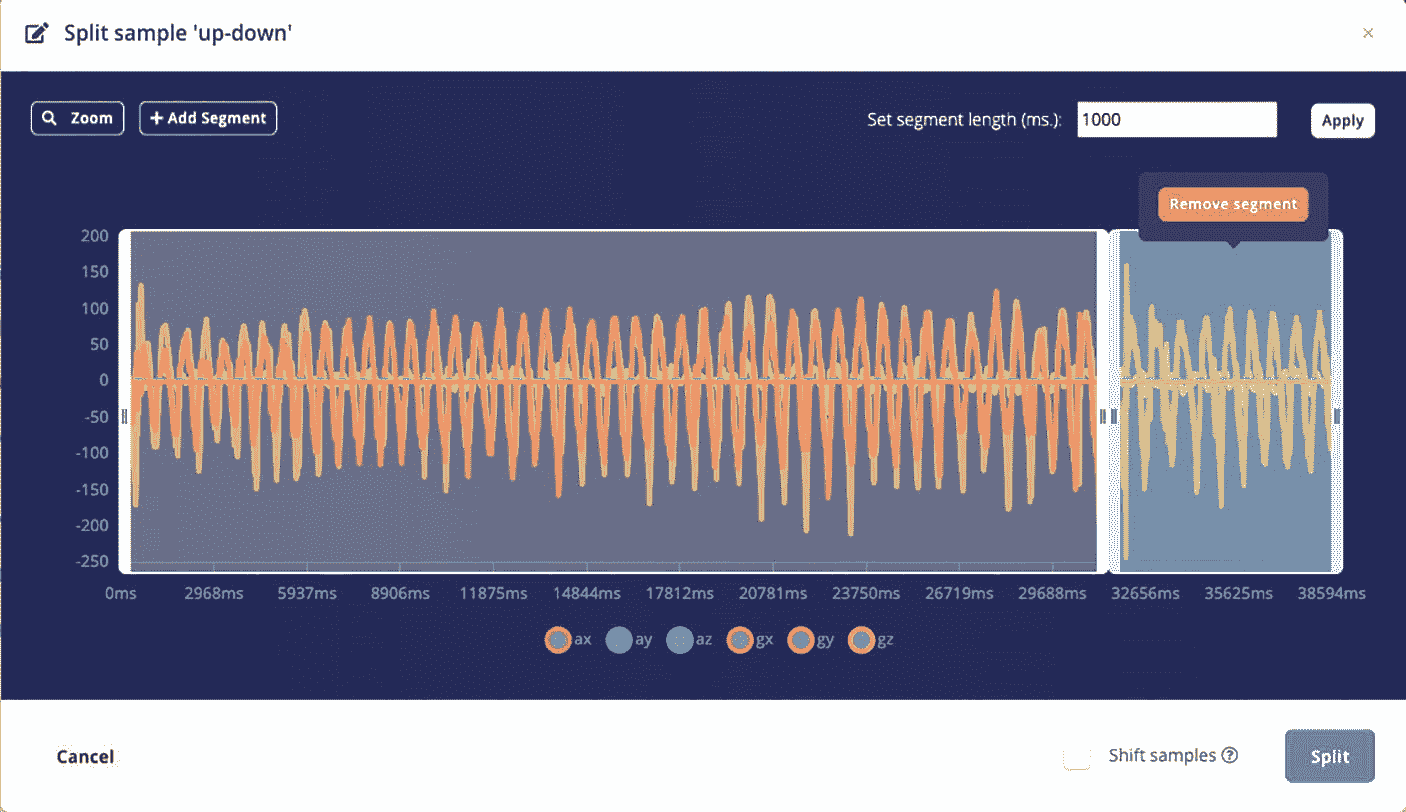 Split sample 'up-down'
×
Zoom
+ Add Segment
Set segment length (ms.):
1000
Apply
Remove segment
200
150
100
50
0
-50
-100
-150
-200
-250
0ms 2968ms 5937ms 8906ms 11875ms 14844ms 17812ms 20781ms 23750ms 26719ms 29688ms 32656ms 35625ms 38594ms
ax ay az gx gy gz
Cancel
Shift samples ?
Split